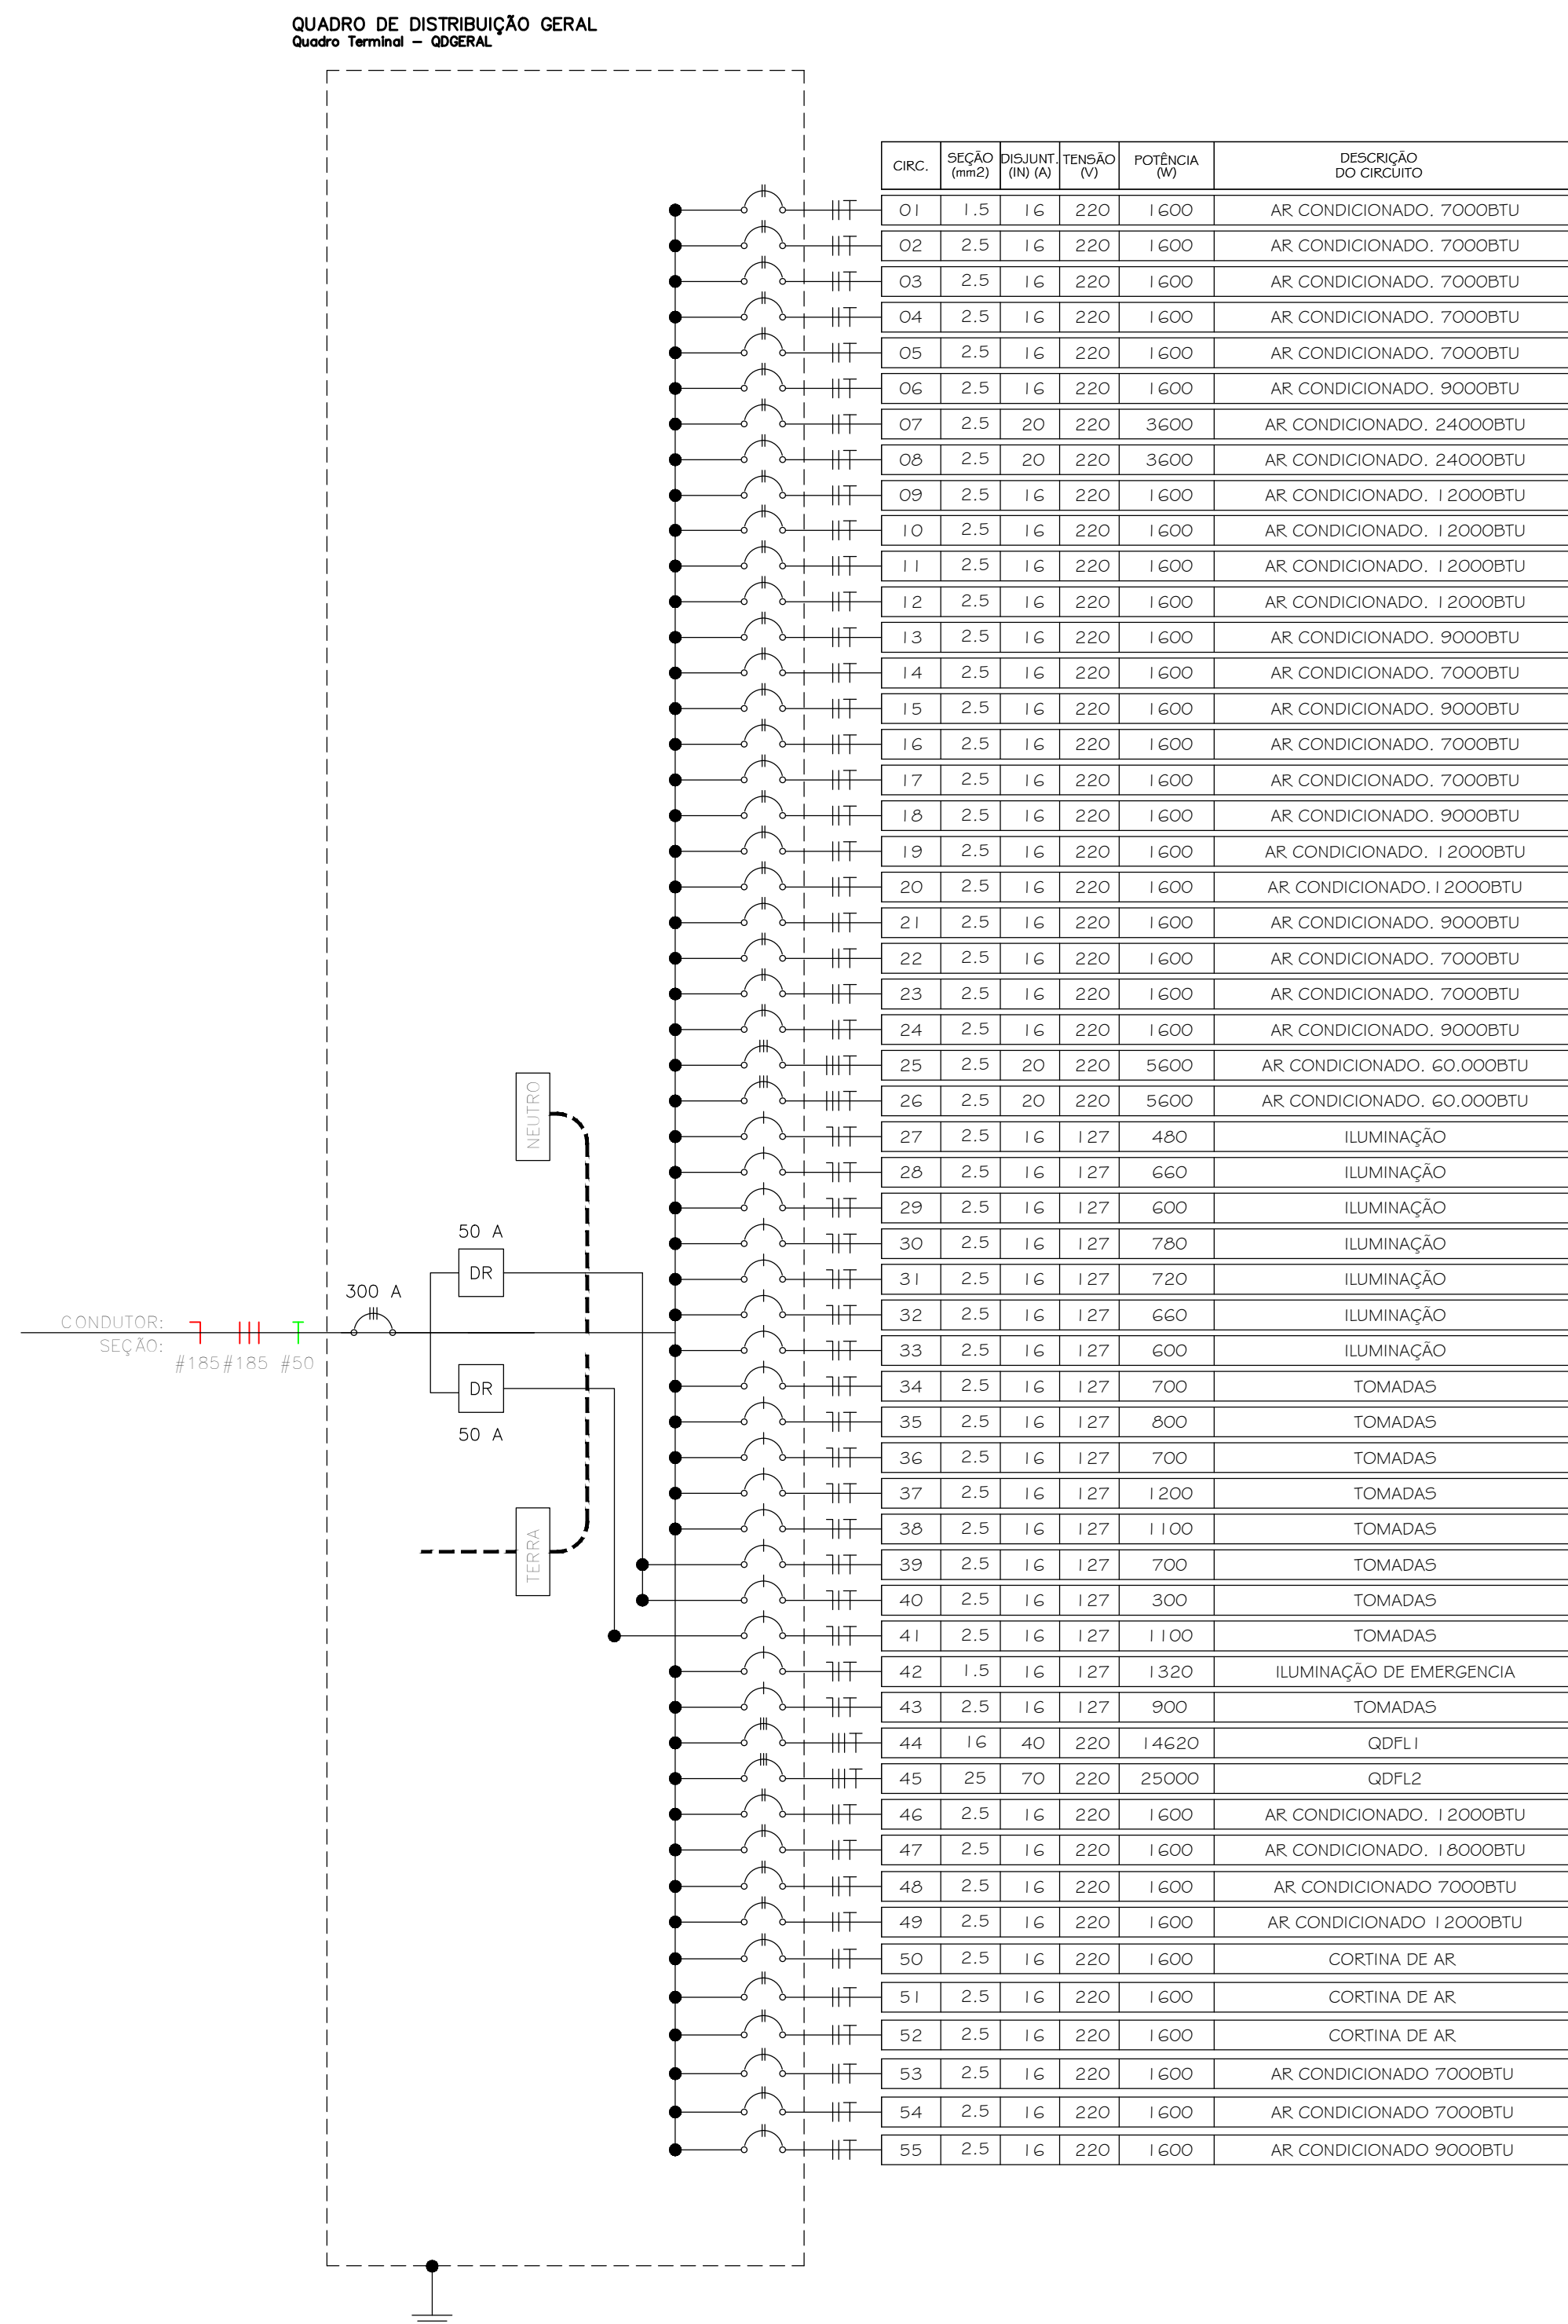 QUADRO DE DISTRIBUIÇÃO GERAL
Quadro Terminal – QDGERAL
CIRC. SEÇÃO (mm2) DISJUNT. (IN) (A) TENSÃO (V) POTÊNCIA (W) DESCRIÇÃO DO CIRCUITO
01 1.5 16 220 1600 AR CONDICIONADO. 7000BTU
02 2.5 16 220 1600 AR CONDICIONADO. 7000BTU
03 2.5 16 220 1600 AR CONDICIONADO. 7000BTU
04 2.5 16 220 1600 AR CONDICIONADO. 7000BTU
05 2.5 16 220 1600 AR CONDICIONADO. 7000BTU
06 2.5 16 220 1600 AR CONDICIONADO. 9000BTU
07 2.5 20 220 3600 AR CONDICIONADO. 24000BTU
08 2.5 20 220 3600 AR CONDICIONADO. 24000BTU
09 2.5 16 220 1600 AR CONDICIONADO. 12000BTU
10 2.5 16 220 1600 AR CONDICIONADO. 12000BTU
11 2.5 16 220 1600 AR CONDICIONADO. 12000BTU
12 2.5 16 220 1600 AR CONDICIONADO. 12000BTU
13 2.5 16 220 1600 AR CONDICIONADO. 9000BTU
14 2.5 16 220 1600 AR CONDICIONADO. 7000BTU
15 2.5 16 220 1600 AR CONDICIONADO. 9000BTU
16 2.5 16 220 1600 AR CONDICIONADO. 7000BTU
17 2.5 16 220 1600 AR CONDICIONADO. 7000BTU
18 2.5 16 220 1600 AR CONDICIONADO. 9000BTU
19 2.5 16 220 1600 AR CONDICIONADO. 12000BTU
20 2.5 16 220 1600 AR CONDICIONADO.12000BTU
21 2.5 16 220 1600 AR CONDICIONADO. 9000BTU
22 2.5 16 220 1600 AR CONDICIONADO. 7000BTU
23 2.5 16 220 1600 AR CONDICIONADO. 7000BTU
24 2.5 16 220 1600 AR CONDICIONADO. 9000BTU
25 2.5 20 220 5600 AR CONDICIONADO. 60.000BTU
26 2.5 20 220 5600 AR CONDICIONADO. 60.000BTU
27 2.5 16 127 480 ILUMINAÇÃO
28 2.5 16 127 660 ILUMINAÇÃO
29 2.5 16 127 600 ILUMINAÇÃO
30 2.5 16 127 780 ILUMINAÇÃO
31 2.5 16 127 720 ILUMINAÇÃO
32 2.5 16 127 660 ILUMINAÇÃO
33 2.5 16 127 600 ILUMINAÇÃO
34 2.5 16 127 700 TOMADAS
35 2.5 16 127 800 TOMADAS
36 2.5 16 127 700 TOMADAS
37 2.5 16 127 1200 TOMADAS
38 2.5 16 127 1100 TOMADAS
39 2.5 16 127 700 TOMADAS
40 2.5 16 127 300 TOMADAS
41 2.5 16 127 1100 TOMADAS
42 1.5 16 127 1320 ILUMINAÇÃO DE EMERGENCIA
43 2.5 16 127 900 TOMADAS
44 16 40 220 14620 QDFL1
45 25 70 220 25000 QDFL2
46 2.5 16 220 1600 AR CONDICIONADO. 12000BTU
47 2.5 16 220 1600 AR CONDICIONADO. 18000BTU
48 2.5 16 220 1600 AR CONDICIONADO 7000BTU
49 2.5 16 220 1600 AR CONDICIONADO 12000BTU
50 2.5 16 220 1600 CORTINA DE AR
51 2.5 16 220 1600 CORTINA DE AR
52 2.5 16 220 1600 CORTINA DE AR
53 2.5 16 220 1600 AR CONDICIONADO 7000BTU
54 2.5 16 220 1600 AR CONDICIONADO 7000BTU
55 2.5 16 220 1600 AR CONDICIONADO 9000BTU
NEUTRO
50 A
DR
300 A
CONDUTOR:
SEÇÃO:
#185 #185 #50
DR
50 A
TERRA